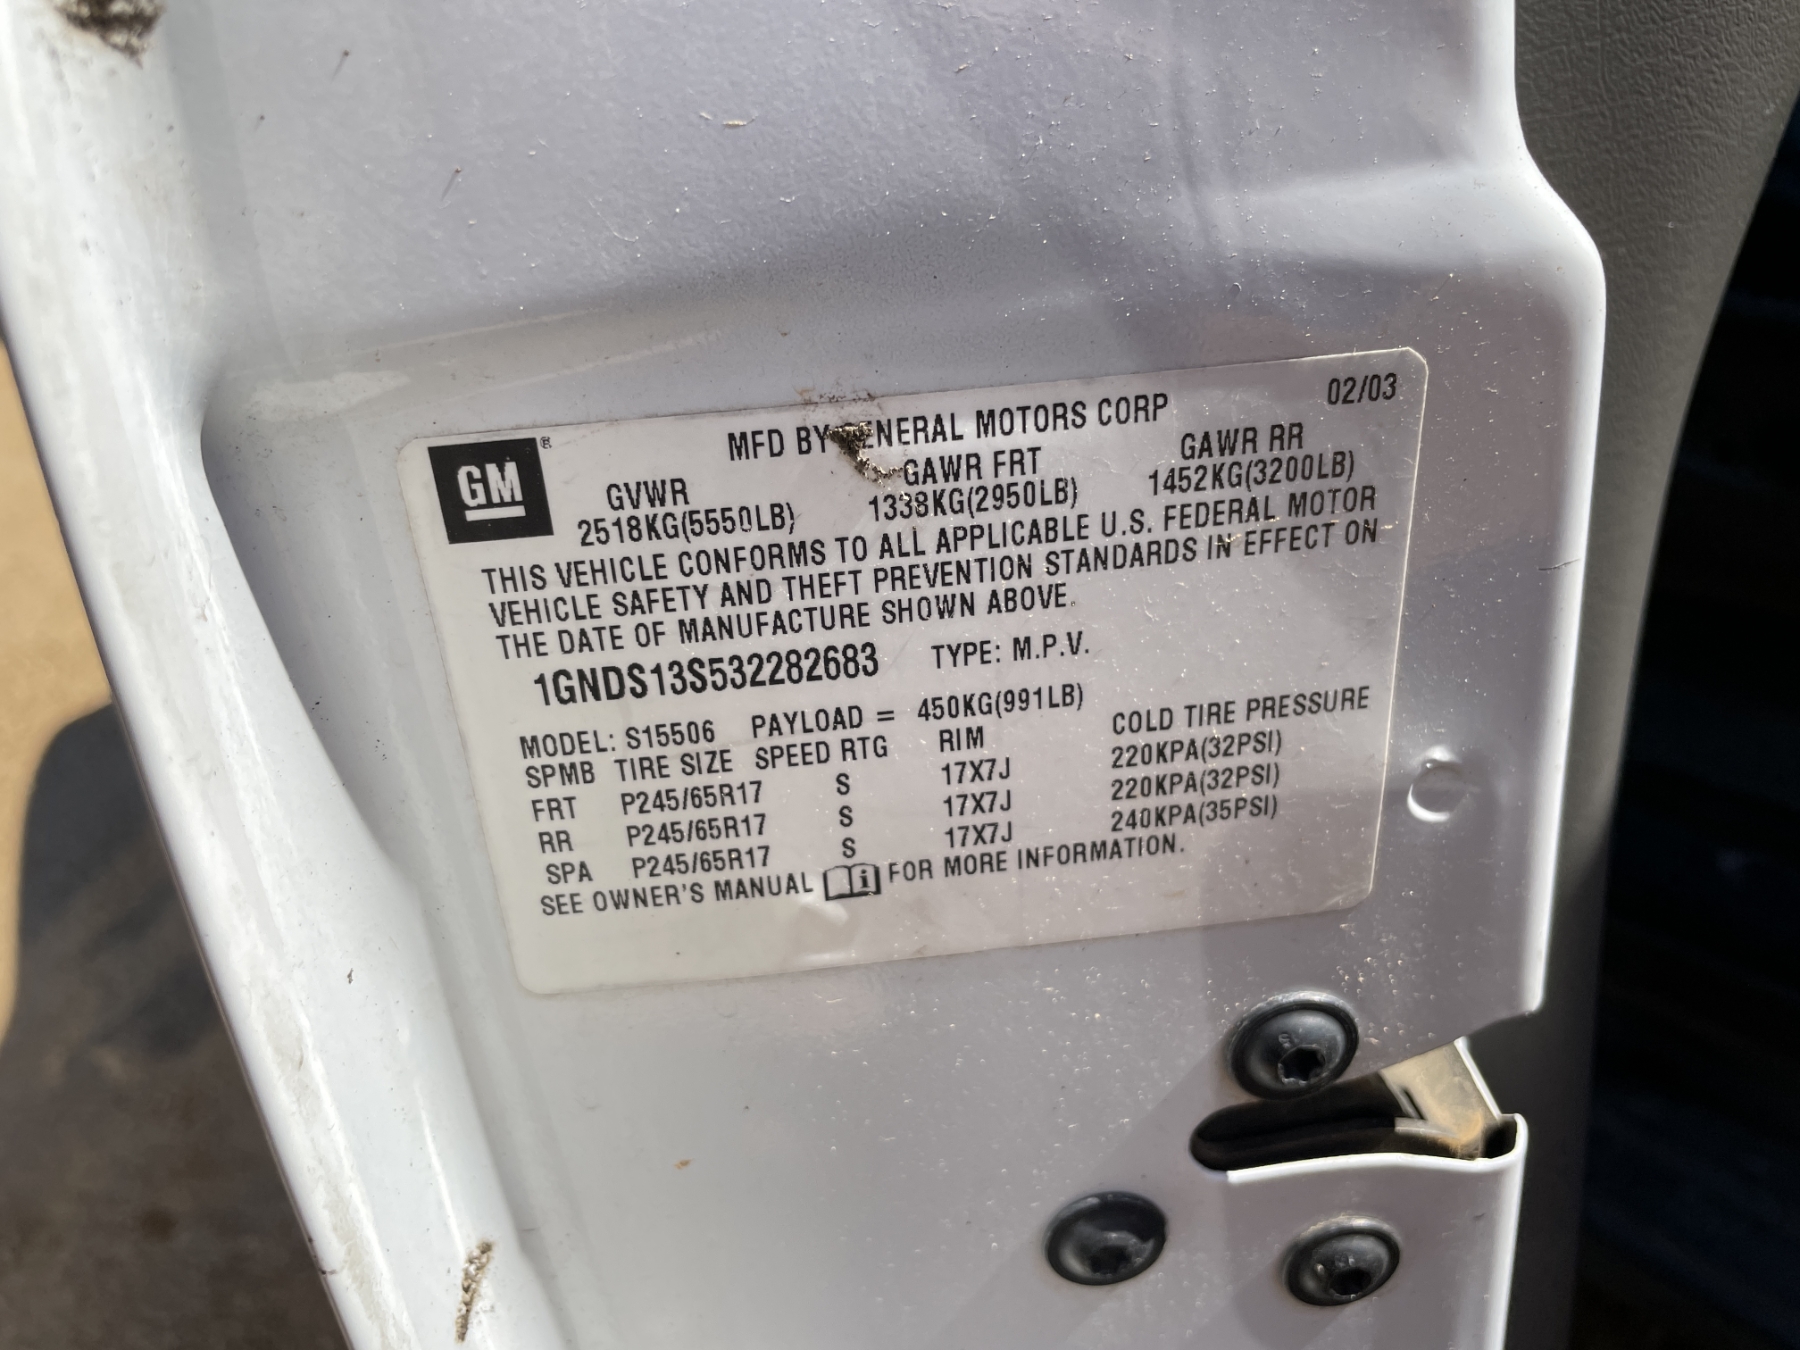 02/03
GM®
MFD BY GENERAL MOTORS CORP
GVWR GAWR FRT GAWR RR
2518KG(5550LB) 1338KG(2950LB) 1452KG(3200LB)
THIS VEHICLE CONFORMS TO ALL APPLICABLE U.S. FEDERAL MOTOR
VEHICLE SAFETY AND THEFT PREVENTION STANDARDS IN EFFECT ON
THE DATE OF MANUFACTURE SHOWN ABOVE.
1GNDS13S532282683 TYPE: M.P.V.
MODEL: S15506 PAYLOAD = 450KG(991LB)
SPMB TIRE SIZE SPEED RTG RIM COLD TIRE PRESSURE
FRT P245/65R17 S 17X7J 220KPA(32PSI)
RR P245/65R17 S 17X7J 220KPA(32PSI)
SPA P245/65R17 S 17X7J 240KPA(35PSI)
SEE OWNER'S MANUAL i FOR MORE INFORMATION.